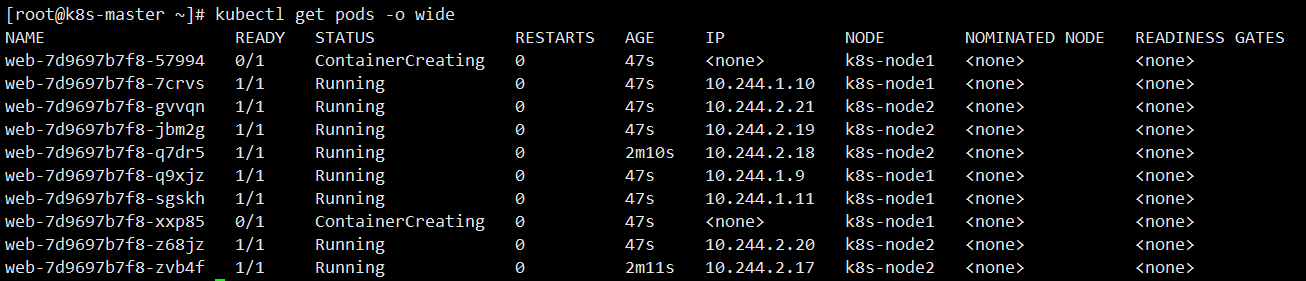 [root@k8s-master ~]# kubectl get pods -o wide
NAME                   READY   STATUS              RESTARTS   AGE     IP            NODE        NOMINATED NODE   READINESS GATES
web-7d9697b7f8-57994   0/1     ContainerCreating   0          47s     <none>        k8s-node1   <none>           <none>
web-7d9697b7f8-7crvs   1/1     Running             0          47s     10.244.1.10   k8s-node1   <none>           <none>
web-7d9697b7f8-gvvqn   1/1     Running             0          47s     10.244.2.21   k8s-node2   <none>           <none>
web-7d9697b7f8-jbm2g   1/1     Running             0          47s     10.244.2.19   k8s-node2   <none>           <none>
web-7d9697b7f8-q7dr5   1/1     Running             0          2m10s   10.244.2.18   k8s-node2   <none>           <none>
web-7d9697b7f8-q9xjz   1/1     Running             0          47s     10.244.1.9    k8s-node1   <none>           <none>
web-7d9697b7f8-sgskh   1/1     Running             0          47s     10.244.1.11   k8s-node1   <none>           <none>
web-7d9697b7f8-xxp85   0/1     ContainerCreating   0          47s     <none>        k8s-node1   <none>           <none>
web-7d9697b7f8-z68jz   1/1     Running             0          47s     10.244.2.20   k8s-node2   <none>           <none>
web-7d9697b7f8-zvb4f   1/1     Running             0          2m11s   10.244.2.17   k8s-node2   <none>           <none>